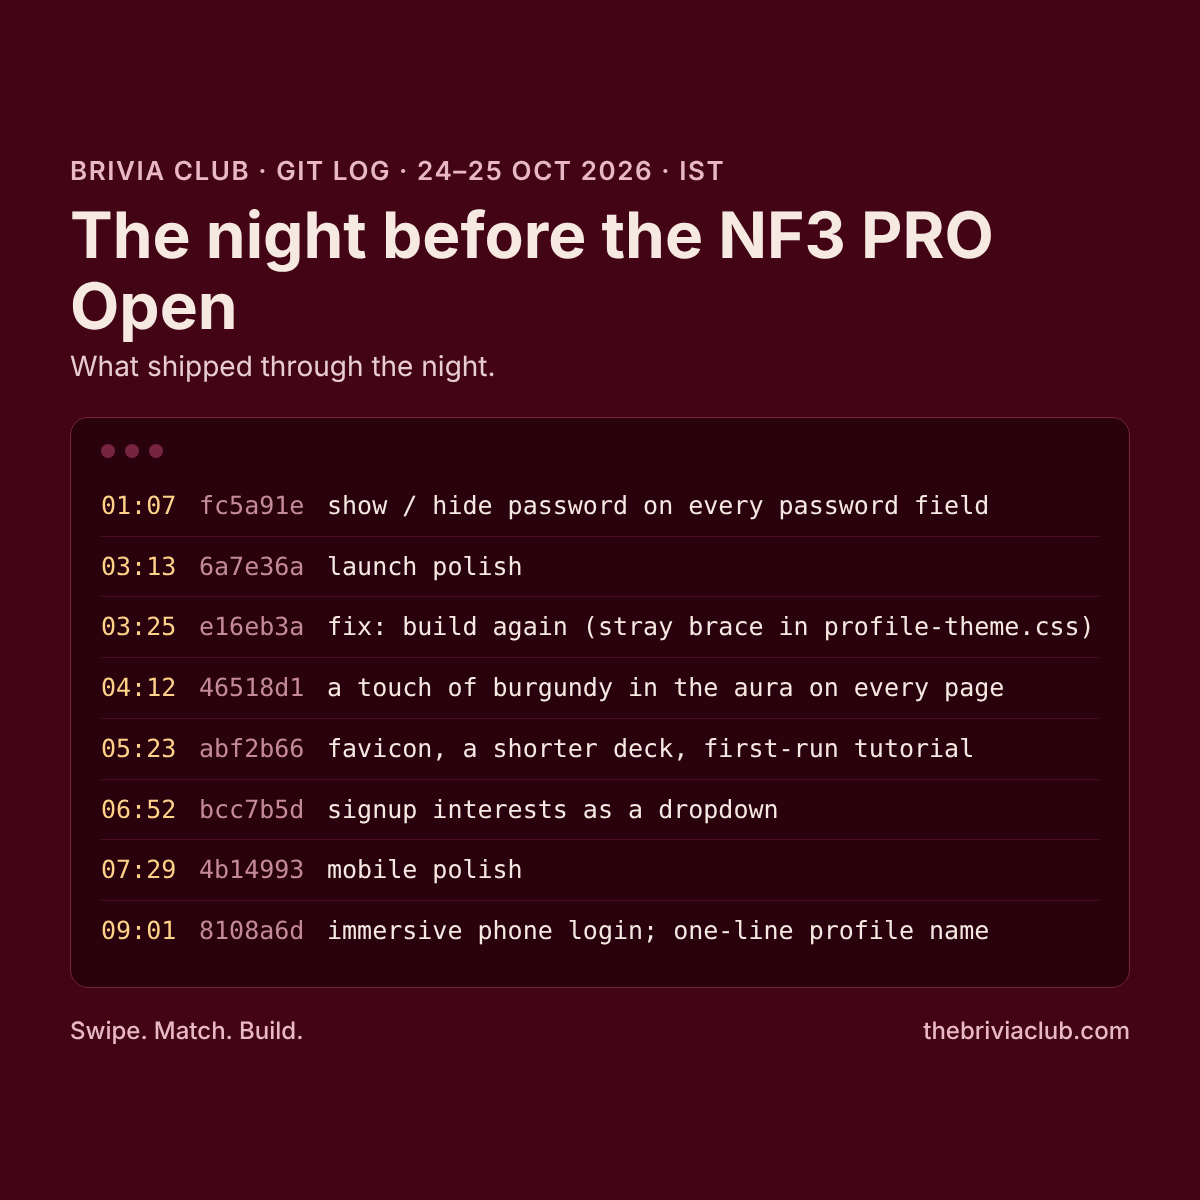 BRIVIA CLUB · GIT LOG · 24–25 OCT 2026 · IST
The night before the NF3 PRO
Open
What shipped through the night.
01:07 fc5a91e show / hide password on every password field
03:13 6a7e36a launch polish
03:25 e16eb3a fix: build again (stray brace in profile-theme.css)
04:12 46518d1 a touch of burgundy in the aura on every page
05:23 abf2b66 favicon, a shorter deck, first-run tutorial
06:52 bcc7b5d signup interests as a dropdown
07:29 4b14993 mobile polish
09:01 8108a6d immersive phone login; one-line profile name
Swipe. Match. Build. thebriviaclub.com